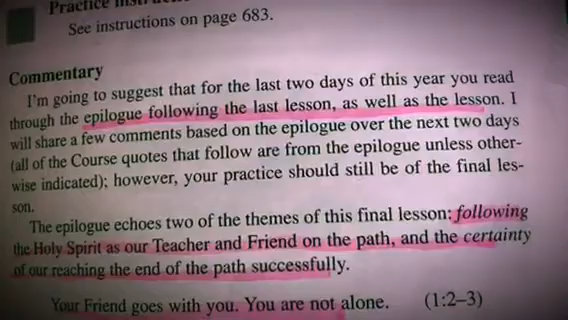 Practice
See instructions on page 683.
Commentary
I'm going to suggest that for the last two days of this year you read
through the epilogue following the last lesson, as well as the lesson. I
will share a few comments based on the epilogue over the next two days
(all of the Course quotes that follow are from the epilogue unless other-
wise indicated); however, your practice should still be of the final les-
son.
The epilogue echoes two of the themes of this final lesson: following
the Holy Spirit as our Teacher and Friend on the path, and the certainty
of our reaching the end of the path successfully.
Your Friend goes with you. You are not alone. (1:2–3)